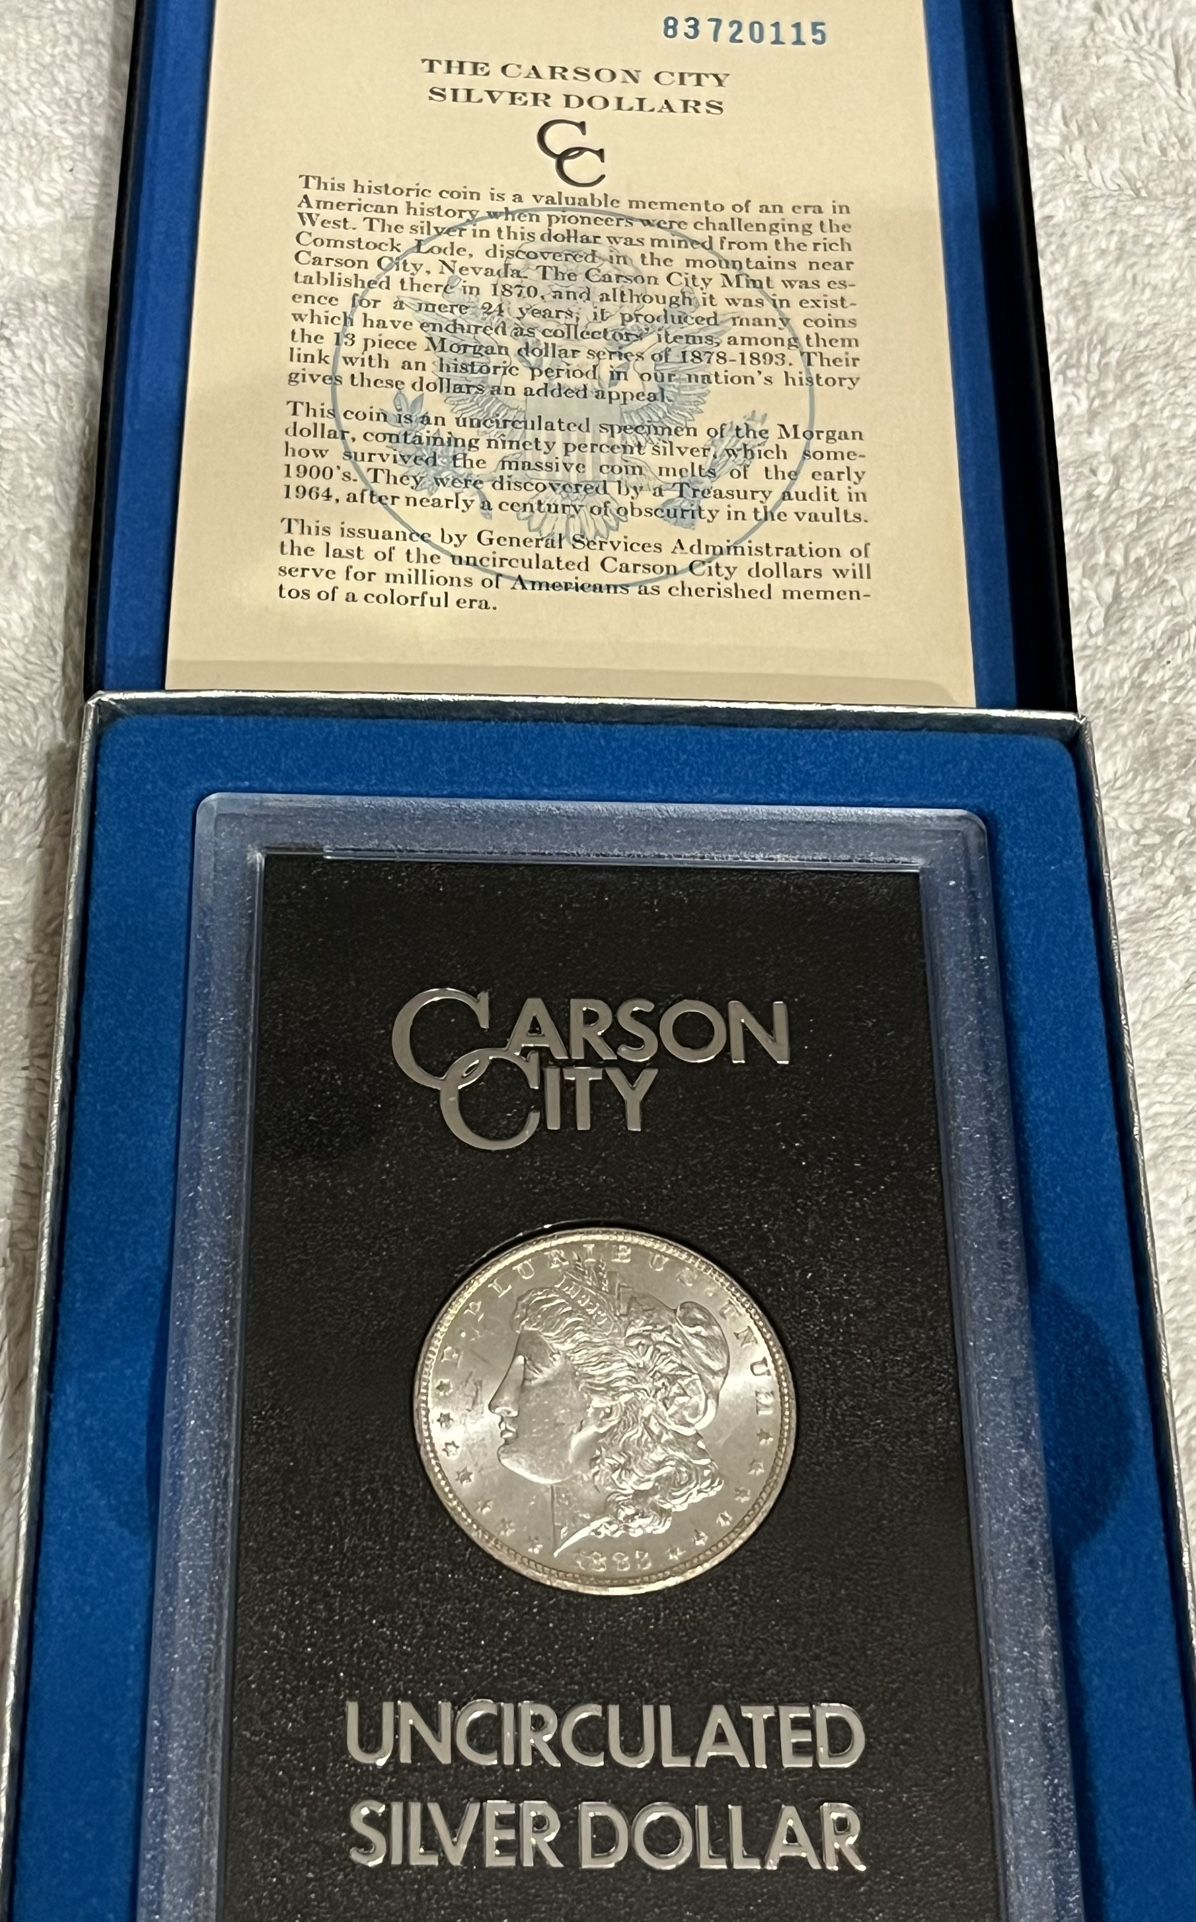 83720115
THE CARSON CITY
SILVER DOLLARS
CC
This historic coin is a valuable memento of an era in
American history when pioneers were challenging the
West. The silver in this dollar was mined from the rich
Comstock Lode, discovered in the mountains near
Carson City, Nevada. The Carson City Mint was es-
tablished there in 1870, and although it was in exist-
ence for a mere 24 years, it produced many coins
which have endured as collectors' items, among them
the 13 piece Morgan dollar series of 1878-1893. Their
link with an historic period in our nation's history
gives these dollars an added appeal.
This coin is an uncirculated specimen of the Morgan
dollar, containing ninety percent silver, which some-
how survived the massive coin melts of the early
1900's. They were discovered by a Treasury audit in
1964, after nearly a century of obscurity in the vaults.
This issuance by General Services Administration of
the last of the uncirculated Carson City dollars will
serve for millions of Americans as cherished memen-
tos of a colorful era.
CARSON
CITY
E·PLURIBUS·UNUM
1883
UNCIRCULATED
SILVER DOLLAR